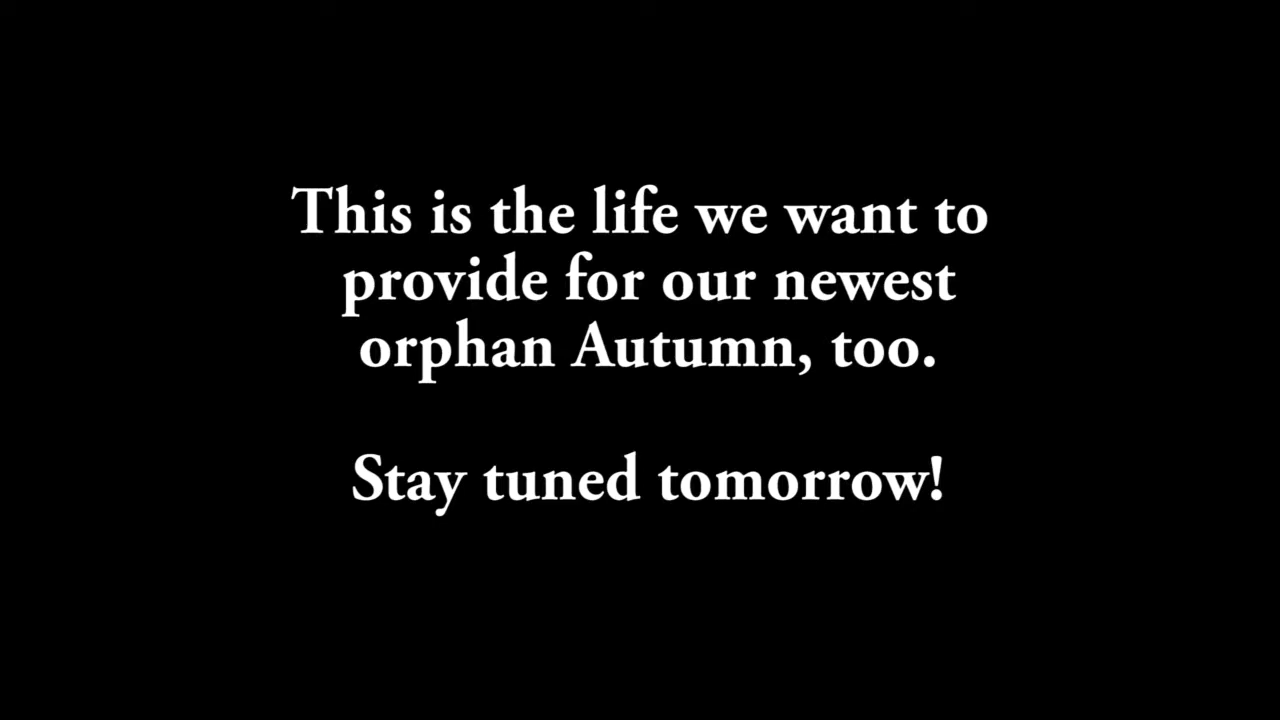 This is the life we want to
provide for our newest
orphan Autumn, too.
Stay tuned tomorrow!